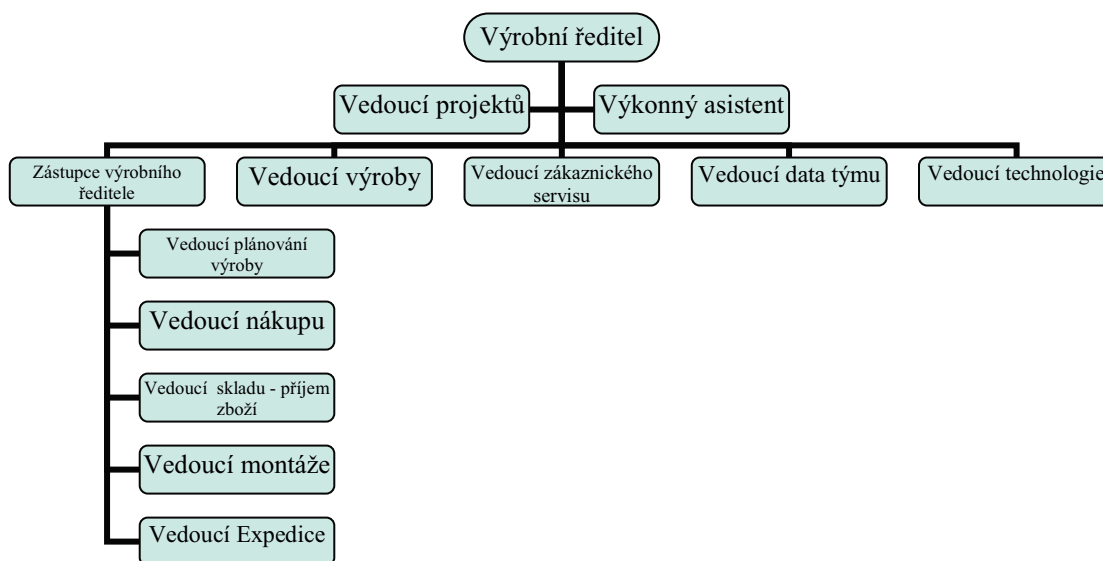 Výrobní ředitel
Vedoucí projektů
Výkonný asistent
Zástupce výrobního
ředitele
Vedoucí výroby
Vedoucí zákaznického
servisu
Vedoucí data týmu
Vedoucí technologie
Vedoucí plánování
výroby
Vedoucí nákupu
Vedoucí  skladu - příjem
zboží
Vedoucí montáže
Vedoucí Expedice